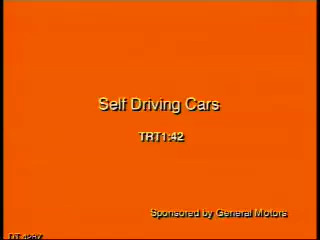 Self Driving Cars
TRT1:42
Sponsored by General Motors